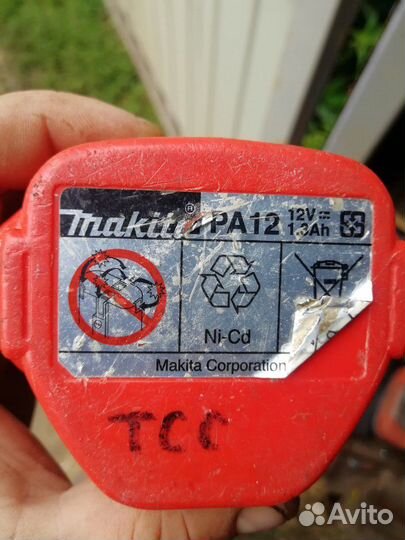 makita PA12 12V
1.3Ah
Ni-Cd
Makita Corporation
TCC
Avito